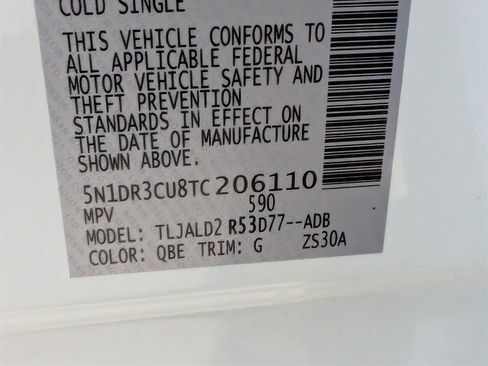 COLD SINGLE
THIS VEHICLE CONFORMS TO
ALL APPLICABLE FEDERAL
MOTOR VEHICLE SAFETY AND
THEFT PREVENTION
STANDARDS IN EFFECT ON
THE DATE OF MANUFACTURE
SHOWN ABOVE.
5N1DR3CU8TC206110
MPV 590
MODEL: TLJALD2 R53D77--ADB
COLOR: QBE TRIM: G ZS30A